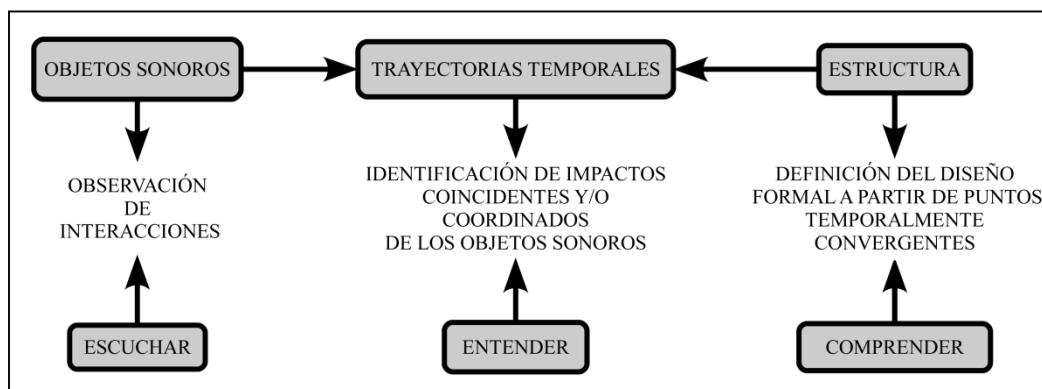 OBJETOS SONOROS
TRAYECTORIAS TEMPORALES
ESTRUCTURA
OBSERVACIÓN
DE
INTERACCIONES
IDENTIFICACIÓN DE IMPACTOS
COINCIDENTES Y/O
COORDINADOS
DE LOS OBJETOS SONOROS
DEFINICIÓN DEL DISEÑO
FORMAL A PARTIR DE PUNTOS
TEMPORALMENTE
CONVERGENTES
ESCUCHAR
ENTENDER
COMPRENDER